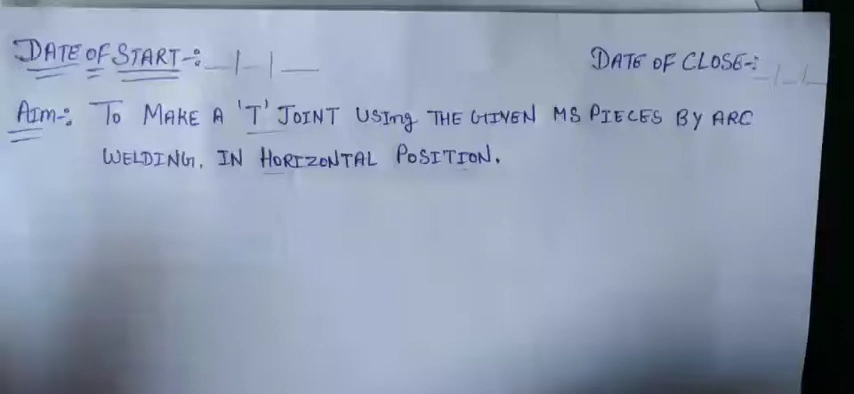 DATE OF START-: _|-|__ DATE OF CLOSE-: _|_|_
AIM-: TO MAKE A 'T' JOINT USIng THE GIVEN MS PIECES BY ARC
WELDING, IN HORIZONTAL POSITION.